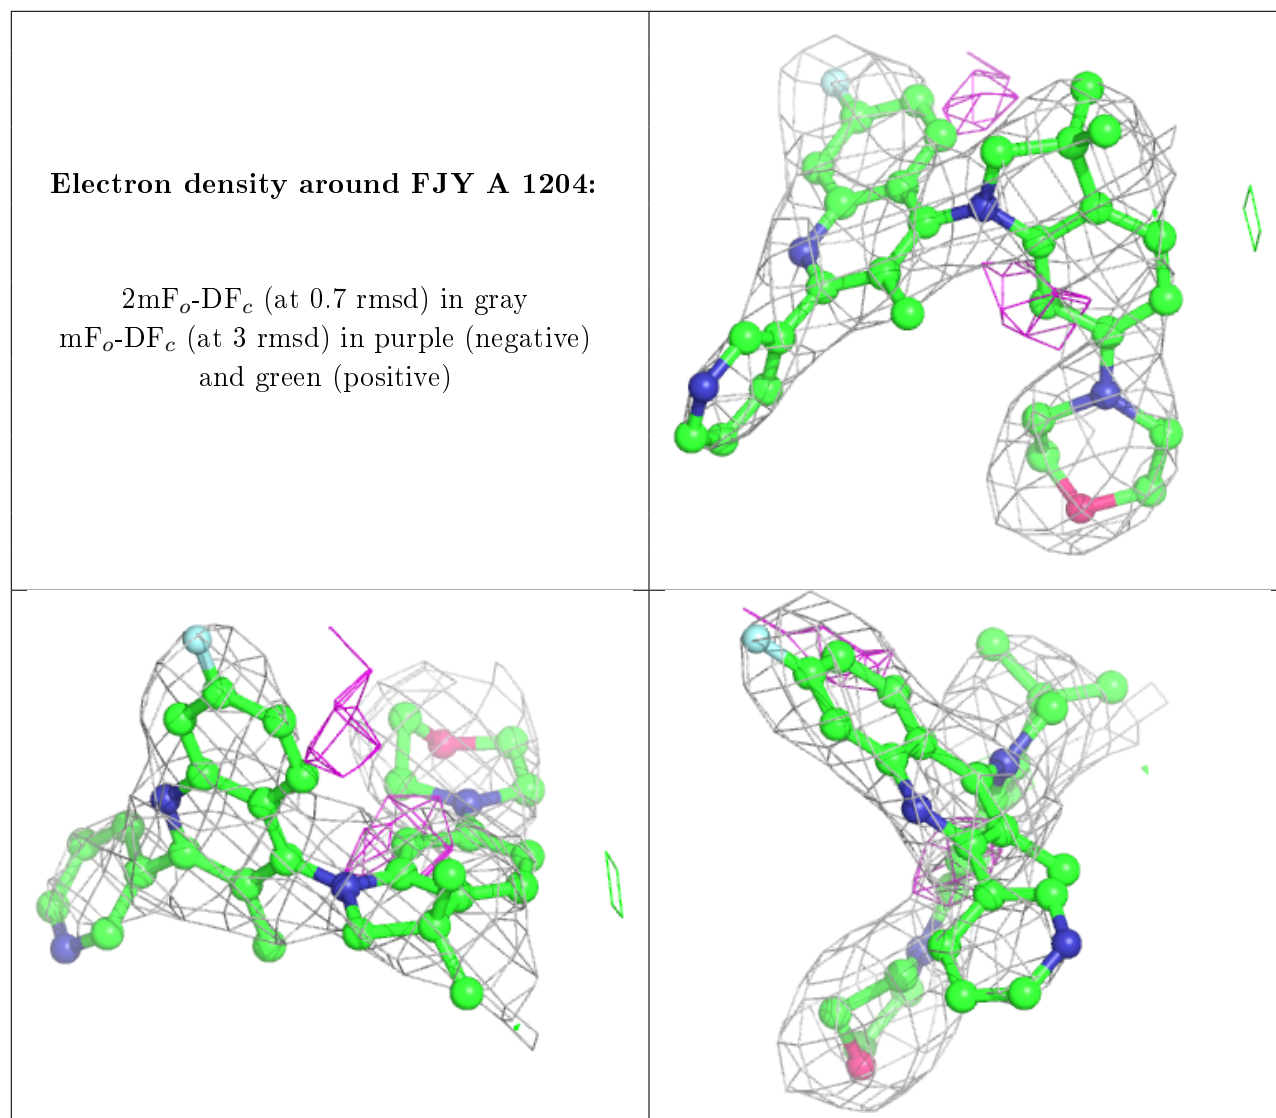 Electron density around FJY A 1204:
2mFo-DFc (at 0.7 rmsd) in gray
mFo-DFc (at 3 rmsd) in purple (negative)
and green (positive)